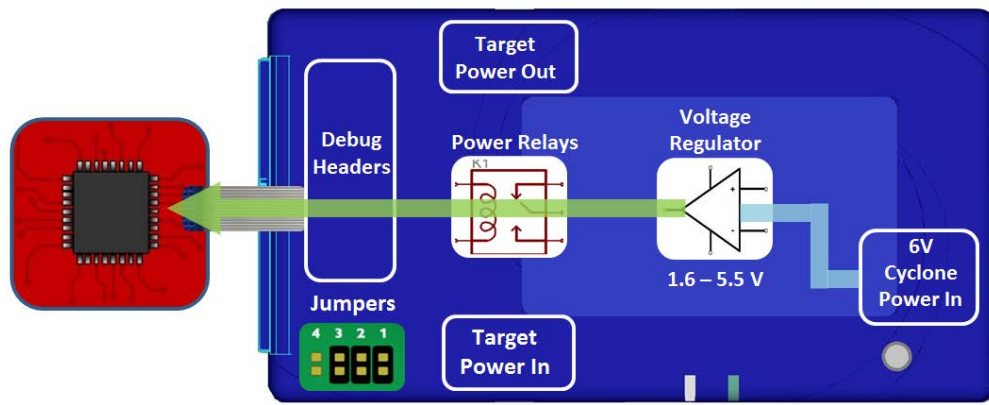 Target
Power Out
Debug
Headers
Power Relays
K1
Voltage
Regulator
1.6 – 5.5 V
6V
Cyclone
Power In
Jumpers
4 3 2 1
Target
Power In